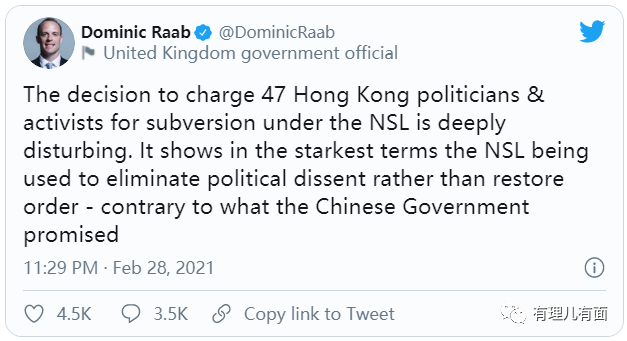 Dominic Raab @DominicRaab
United Kingdom government official
The decision to charge 47 Hong Kong politicians &
activists for subversion under the NSL is deeply
disturbing. It shows in the starkest terms the NSL being
used to eliminate political dissent rather than restore
order - contrary to what the Chinese Government
promised
11:29 PM · Feb 28, 2021
4.5K 3.5K Copy link to Tweet 有理儿有面